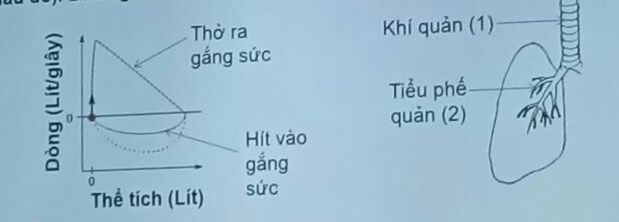 Thở ra
gắng sức
Dòng (Lít/giây)
0
Hít vào
gắng
sức
0
Thể tích (Lít)
Khí quản (1)
Tiểu phế
quản (2)